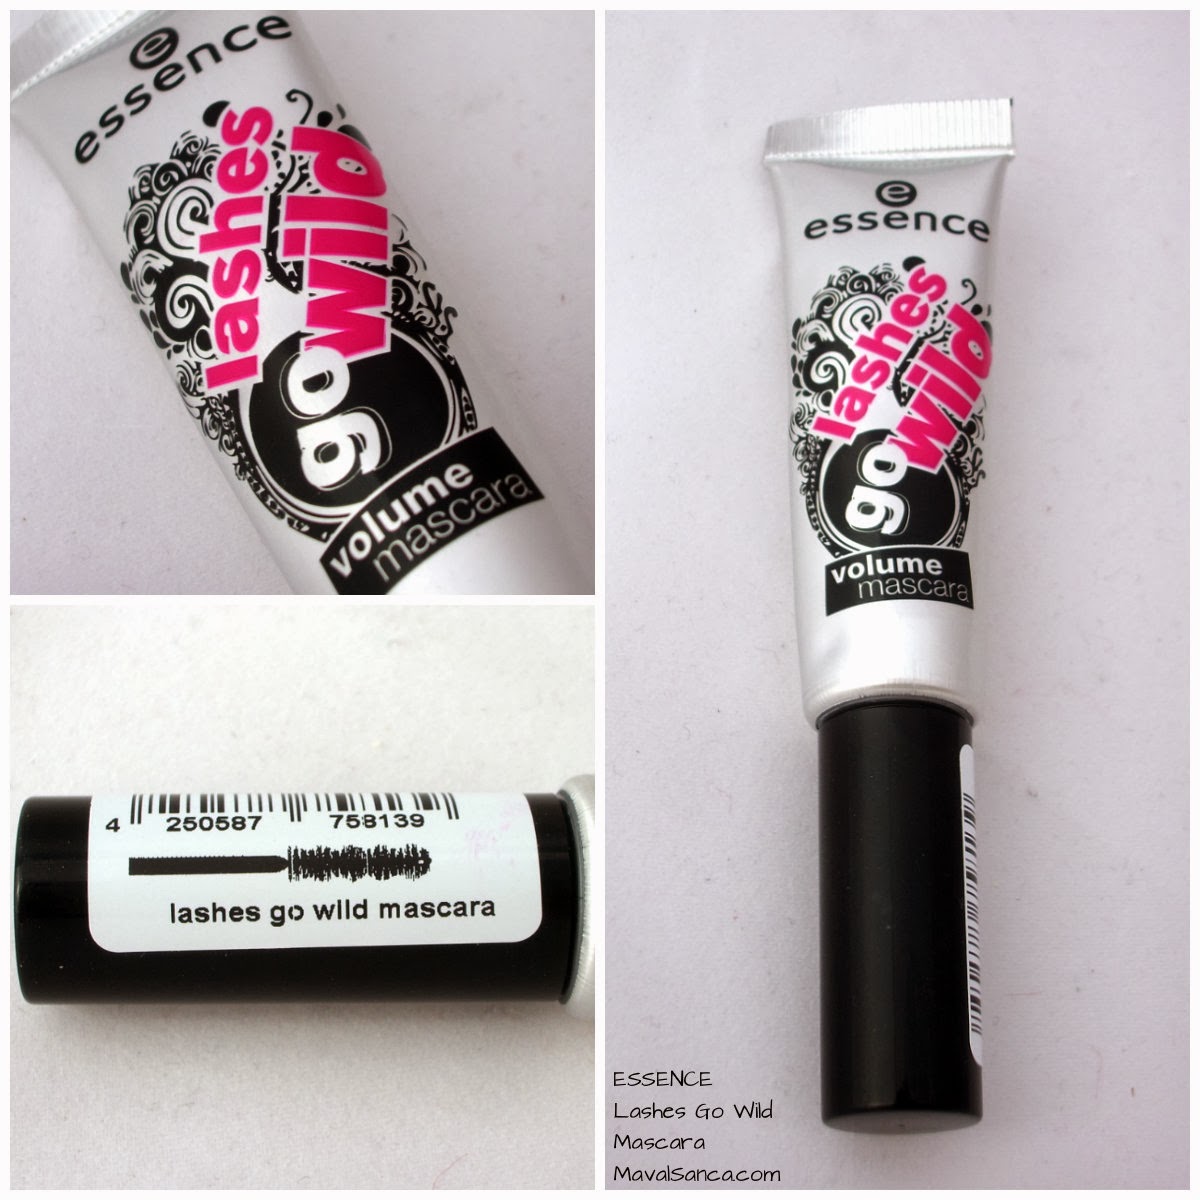 essence
lashes
go wild
volume
mascara
4 250587 758139
lashes go wild mascara
essence
lashes
go wild
volume
mascara
ESSENCE
Lashes Go Wild
Mascara
MavalSanca.com